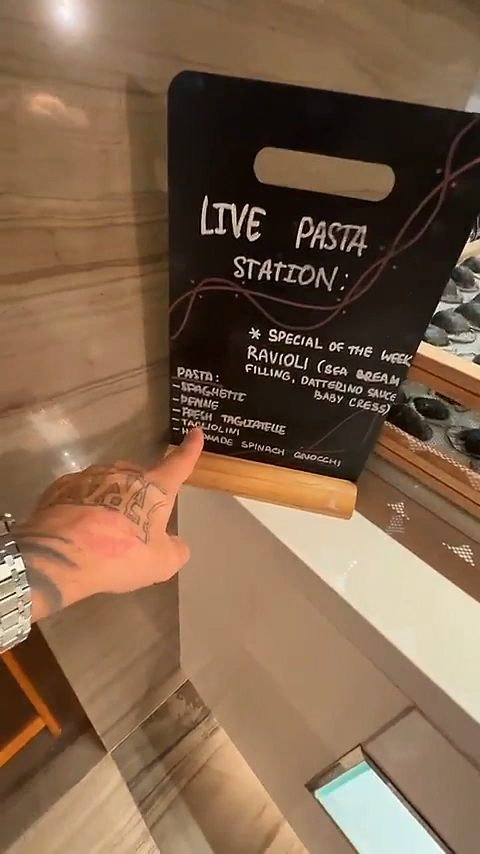 LIVE PASTA
STATION:
* SPECIAL OF THE WEEK
RAVIOLI (SEA BREAM
FILLING, DATTERINO SAUCE
BABY CRESS)
PASTA:
- SPAGHETTI
- PENNE
- FRESH TAGLIATELLE
- TAGLIOLINI
- SPINACH GNOCCHI